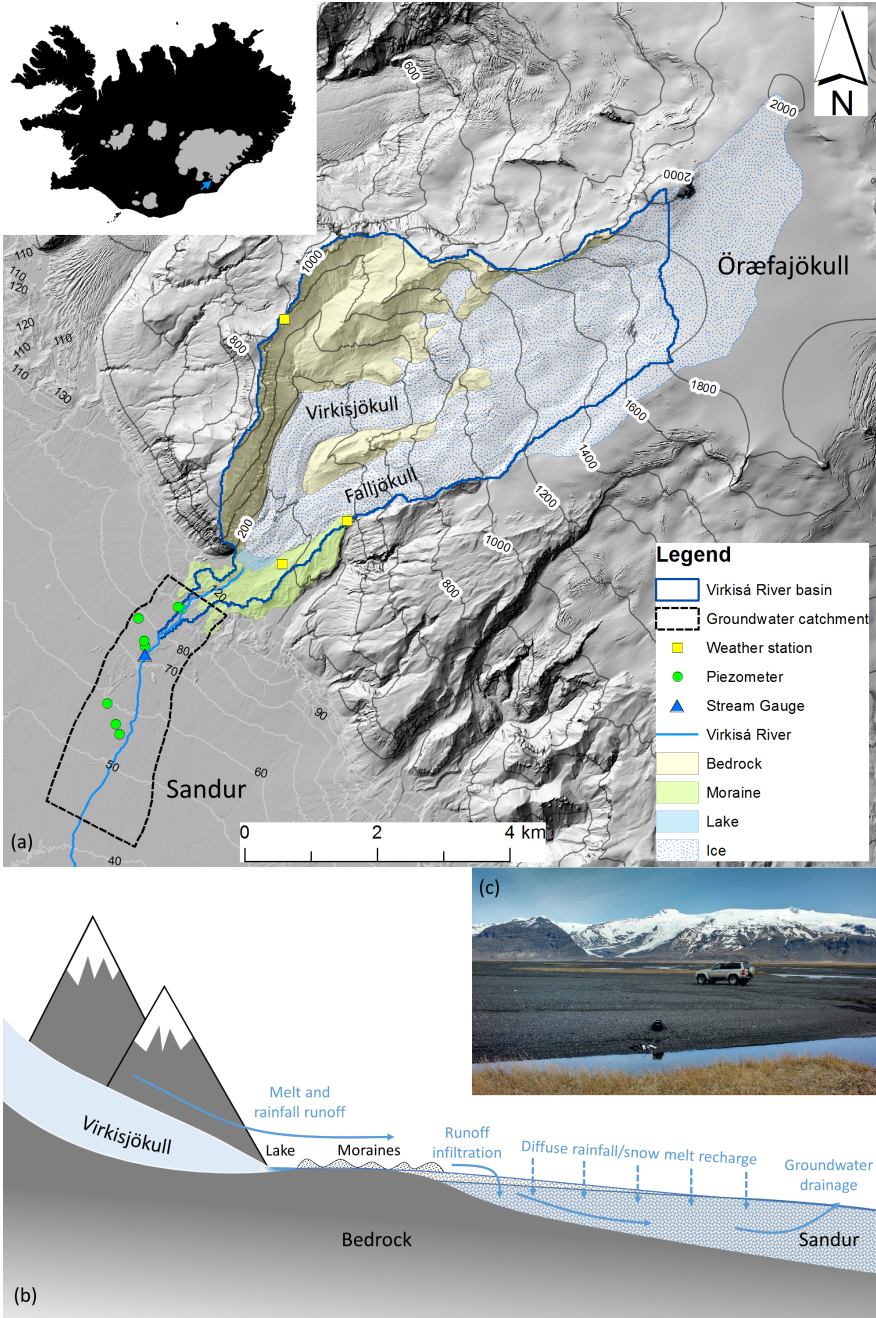 600
2000
N
2000
Öræfajökull
1000
110
110
120
120
110
110
110
130
800
Virkisjökull
1800
1600
1400
Falljökull
1200
200
1000
800
120
80
70
90
50
60
Sandur
40
0 2 4 km
(a)
Legend
Virkisá River basin
Groundwater catchment
Weather station
Piezometer
Stream Gauge
Virkisá River
Bedrock
Moraine
Lake
Ice
(c)
Melt and
rainfall runoff
Virkisjökull
Lake
Moraines
Runoff
infiltration
Diffuse rainfall/snow melt recharge
Groundwater
drainage
Bedrock
Sandur
(b)